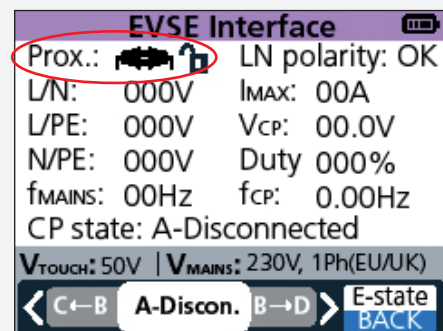 EVSE Interface
Prox.: LN polarity: OK
L/N: 000V IMAX: 00A
L/PE: 000V VCP: 00.0V
N/PE: 000V Duty 000%
fMAINS: 00Hz fCP: 0.00Hz
CP state: A-Disconnected
VTOUCH: 50V | VMAINS: 230V, 1Ph(EU/UK)
C←B A-Discon. B→D E-state
BACK